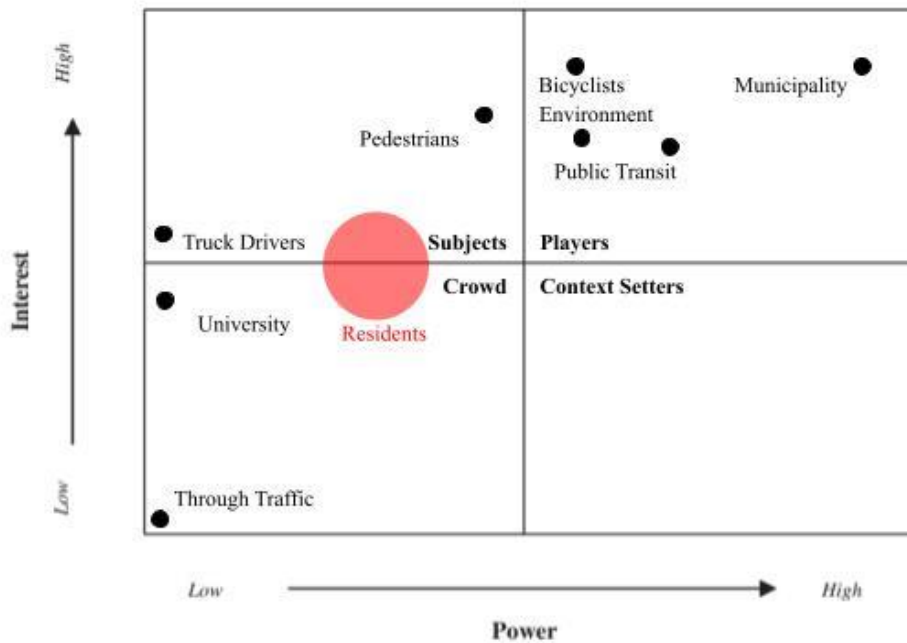 High
Bicyclists
Municipality
Environment
Pedestrians
Public Transit
Truck Drivers
Subjects
Players
Interest
Crowd
Context Setters
University
Residents
Low
Through Traffic
Low
High
Power